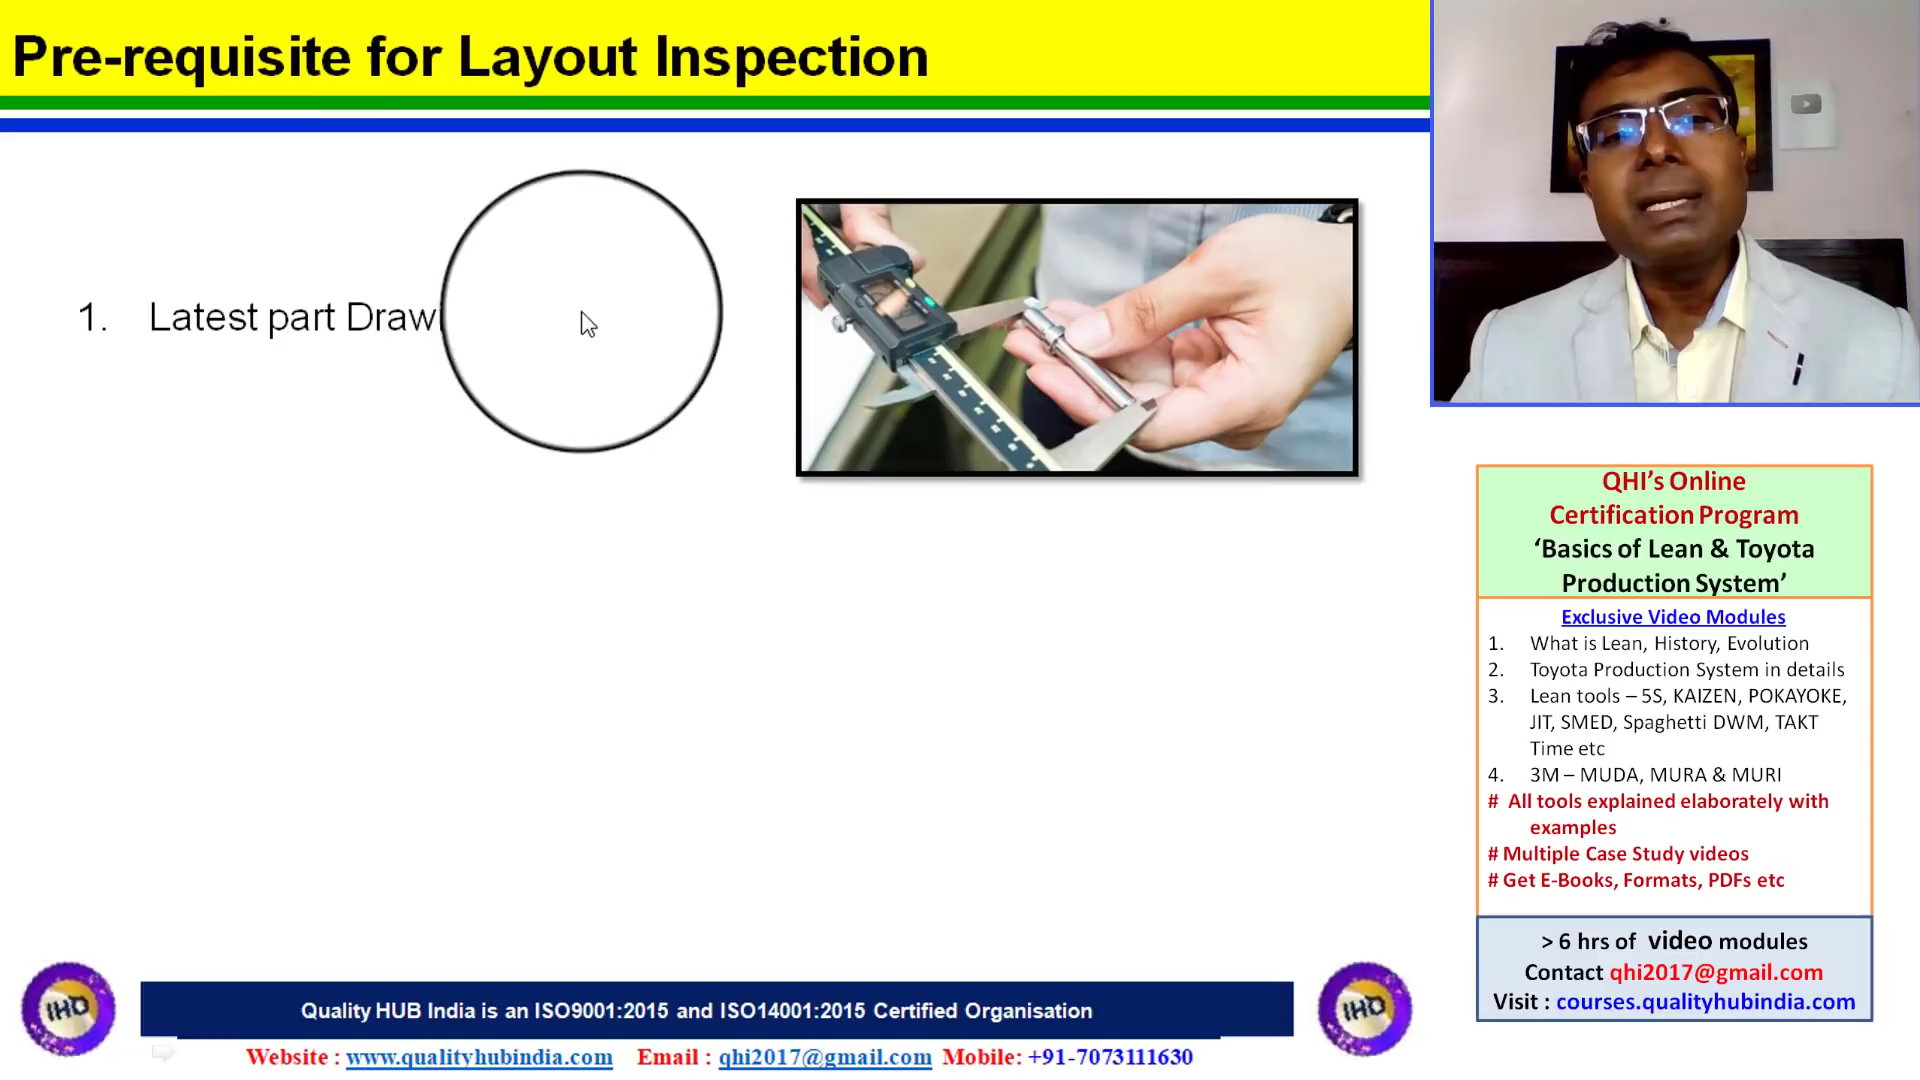 Pre-requisite for Layout Inspection
1. Latest part Draw
QHI’s Online
Certification Program
‘Basics of Lean & Toyota
Production System’
Exclusive Video Modules
1. What is Lean, History, Evolution
2. Toyota Production System in details
3. Lean tools – 5S, KAIZEN, POKAYOKE,
JIT, SMED, Spaghetti DWM, TAKT
Time etc
4. 3M – MUDA, MURA & MURI
# All tools explained elaborately with
examples
# Multiple Case Study videos
# Get E-Books, Formats, PDFs etc
> 6 hrs of video modules
Contact qhi2017@gmail.com
Visit : courses.qualityhubindia.com
IHQ
Quality HUB India is an ISO9001:2015 and ISO14001:2015 Certified Organisation
IHQ
Website : www.qualityhubindia.com Email : qhi2017@gmail.com Mobile: +91-7073111630